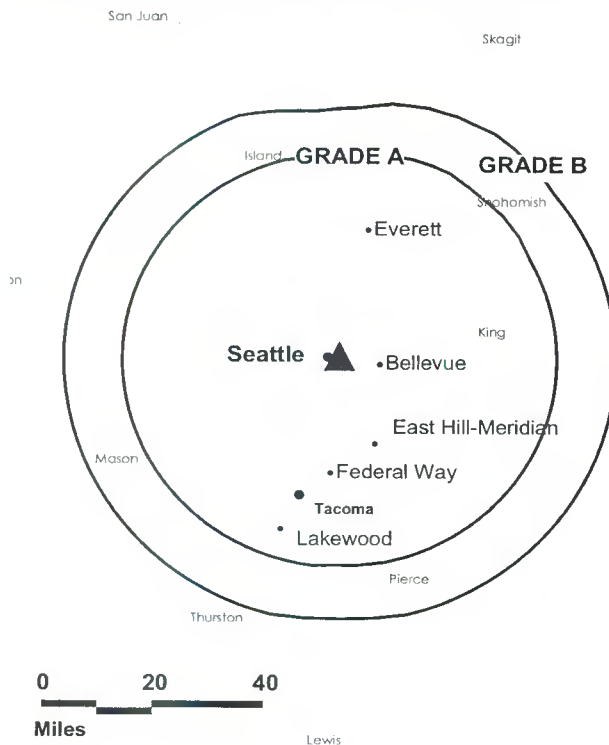 San Juan
Skagit
Island
GRADE A
GRADE B
Snohomish
Everett
on
King
Seattle
Bellevue
East Hill-Meridian
Mason
Federal Way
Tacoma
Lakewood
Pierce
Thurston
0 20 40
Miles
Lewis